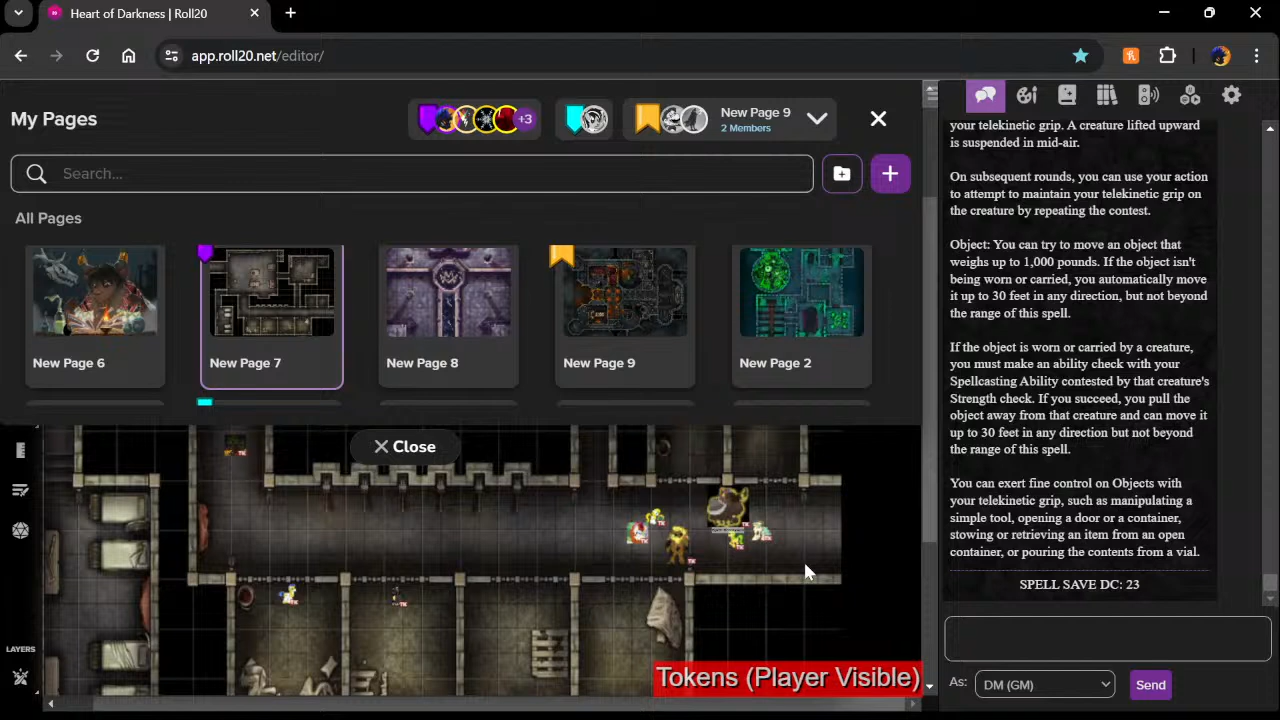 Heart of Darkness | Roll20
app.roll20.net/editor/
My Pages
+3
New Page 9
2 Members
Search...
All Pages
New Page 6
New Page 7
New Page 8
New Page 9
New Page 2
Close
LAYERS
Tokens (Player Visible)
your telekinetic grip. A creature lifted upward
is suspended in mid-air.
On subsequent rounds, you can use your action
to attempt to maintain your telekinetic grip on
the creature by repeating the contest.
Object: You can try to move an object that
weighs up to 1,000 pounds. If the object isn't
being worn or carried, you automatically move
it up to 30 feet in any direction, but not beyond
the range of this spell.
If the object is worn or carried by a creature,
you must make an ability check with your
Spellcasting Ability contested by that creature's
Strength check. If you succeed, you pull the
object away from that creature and can move it
up to 30 feet in any direction but not beyond
the range of this spell.
You can exert fine control on Objects with
your telekinetic grip, such as manipulating a
simple tool, opening a door or a container,
stowing or retrieving an item from an open
container, or pouring the contents from a vial.
SPELL SAVE DC: 23
As:
DM (GM)
Send